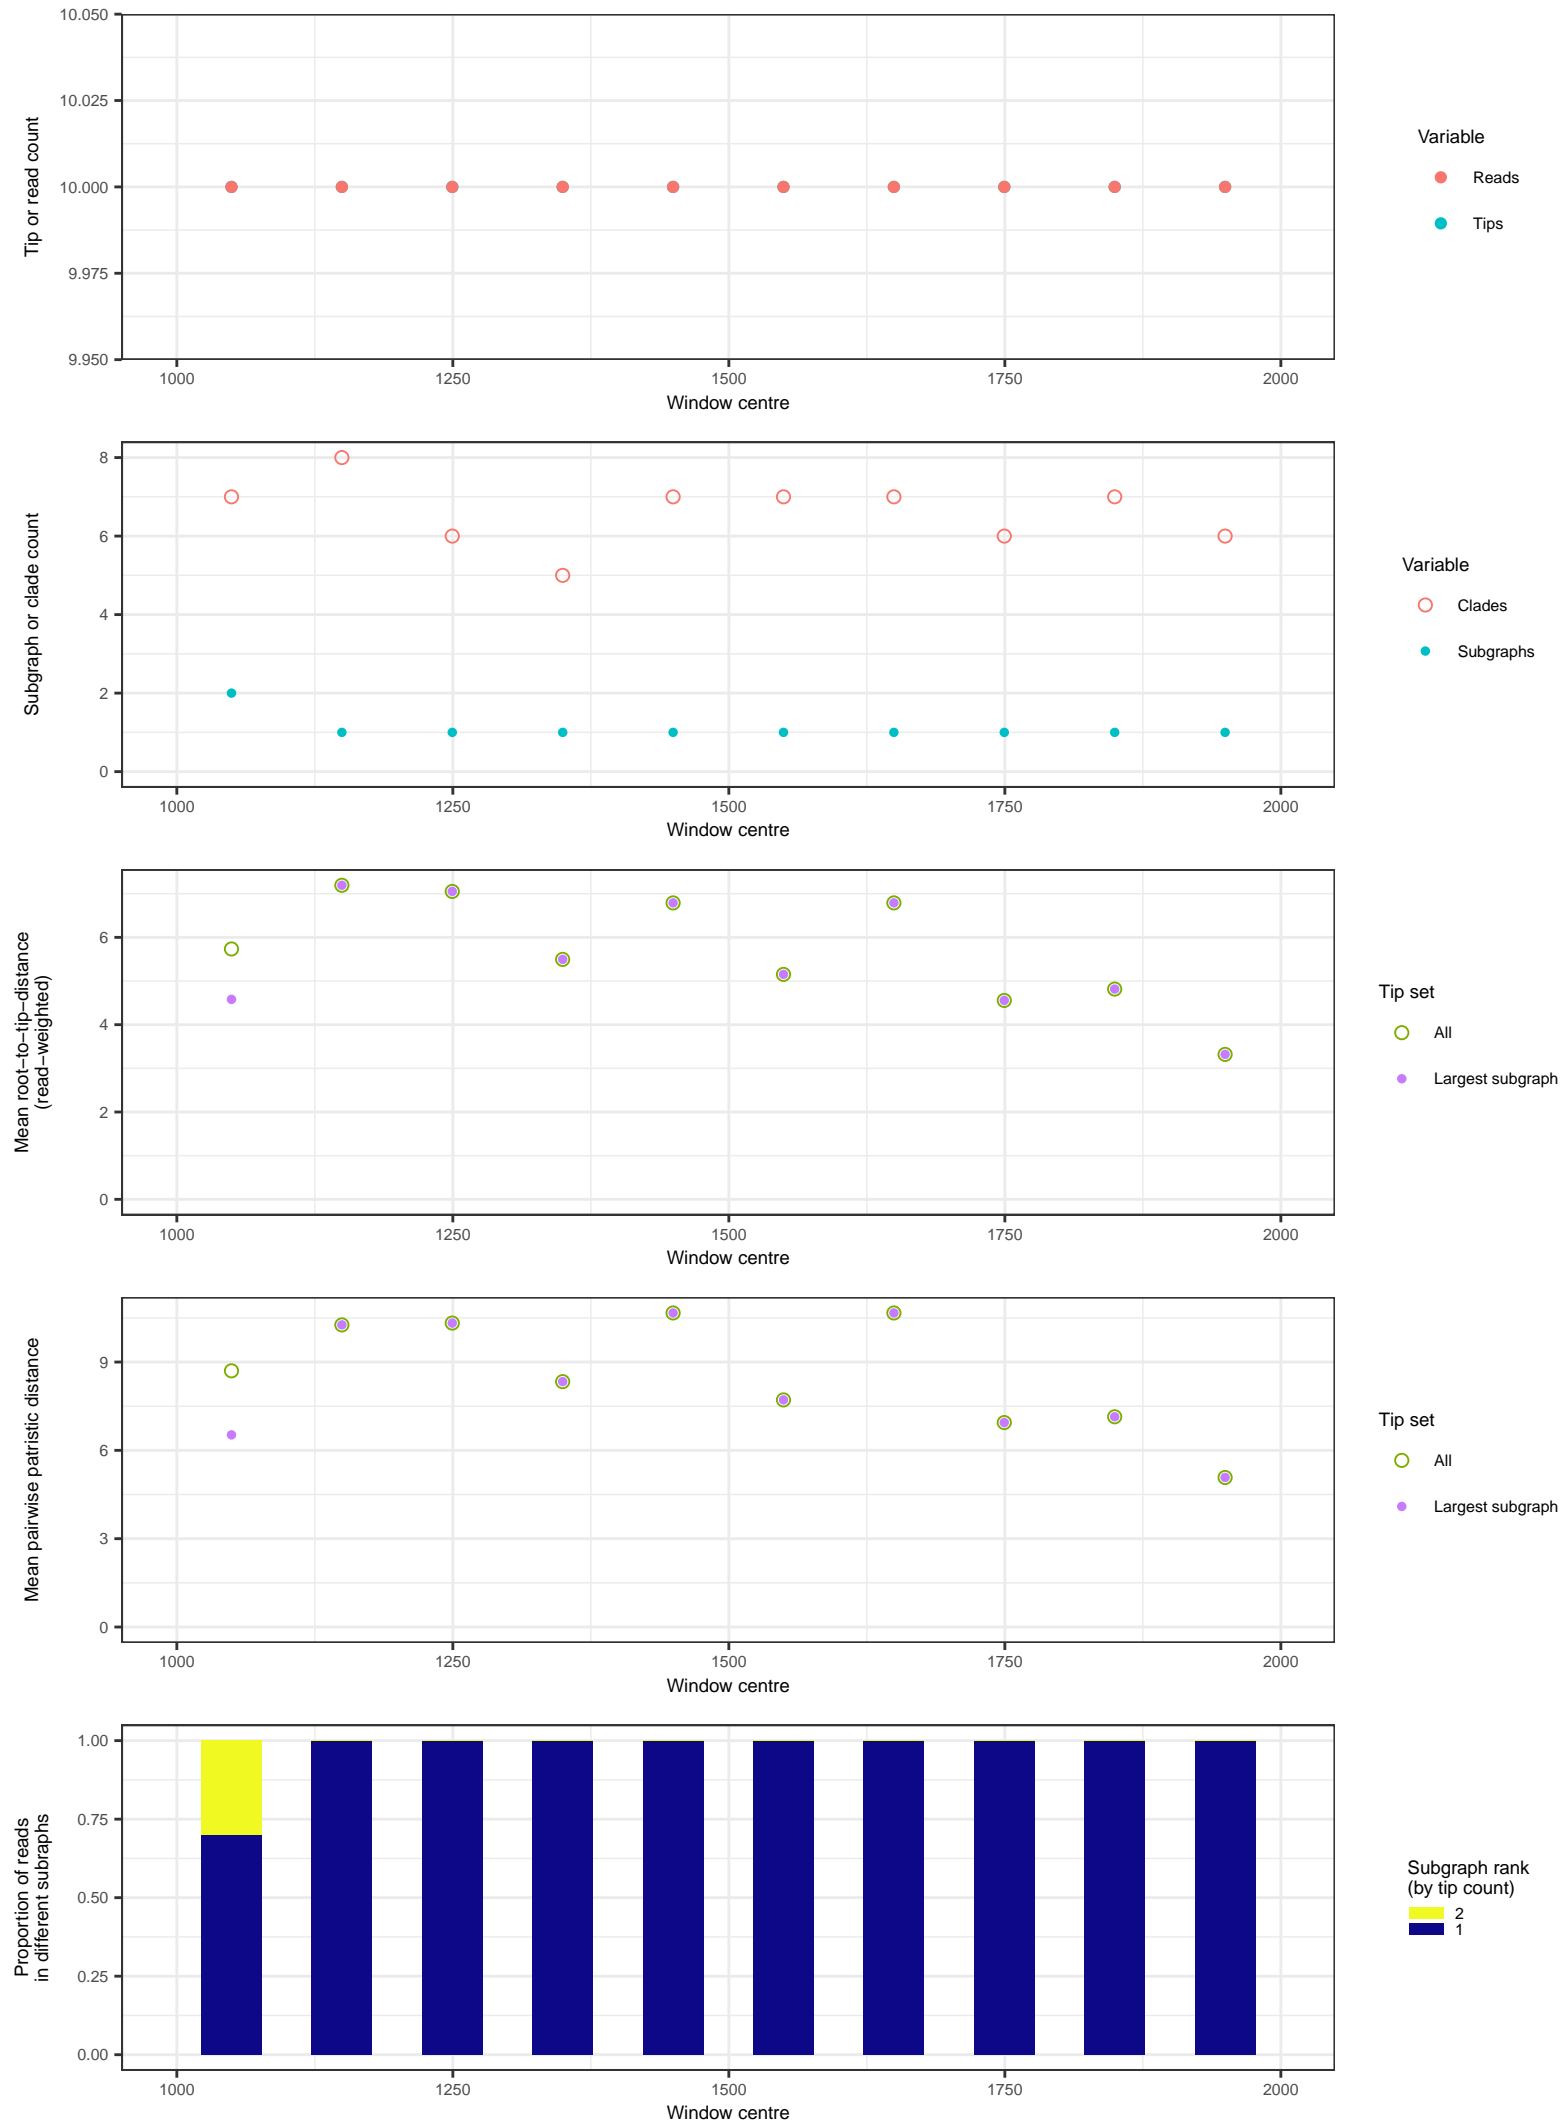 10.050
10.025
10.000
9.975
9.950
Tip or read count
1000 1250 1500 1750 2000
Window centre
Variable
Reads
Tips
8
6
4
2
0
Subgraph or clade count
1000 1250 1500 1750 2000
Window centre
Variable
Clades
Subgraphs
6
4
2
0
Mean root−to−tip−distance
(read−weighted)
1000 1250 1500 1750 2000
Window centre
Tip set
All
Largest subgraph
9
6
3
0
Mean pairwise patristic distance
1000 1250 1500 1750 2000
Window centre
Tip set
All
Largest subgraph
1.00
0.75
0.50
0.25
0.00
Proportion of reads
in different subraphs
1000 1250 1500 1750 2000
Window centre
Subgraph rank
(by tip count)
2
1